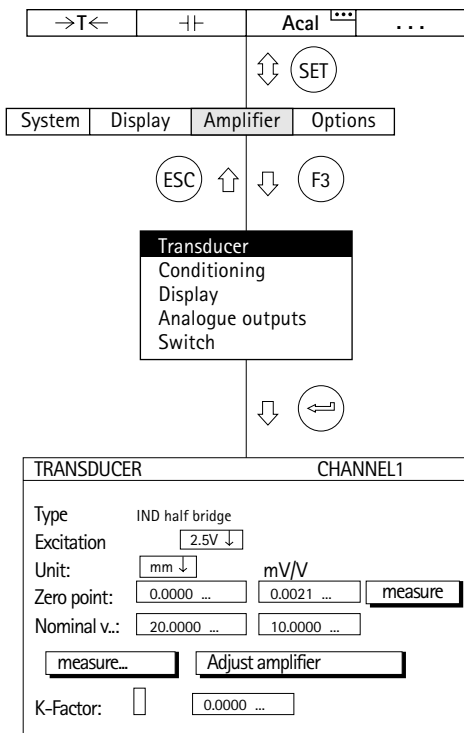 →T← ⊣⊢ Acal ... . . .
SET
System Display Amplifier Options
ESC F3
Transducer
Conditioning
Display
Analogue outputs
Switch
TRANSDUCER CHANNEL1
Type IND half bridge
Excitation 2.5V ↓
Unit: mm ↓ mV/V
Zero point: 0.0000 ... 0.0021 ... measure
Nominal v..: 20.0000 ... 10.0000 ...
measure... Adjust amplifier
K-Factor: 0.0000 ...